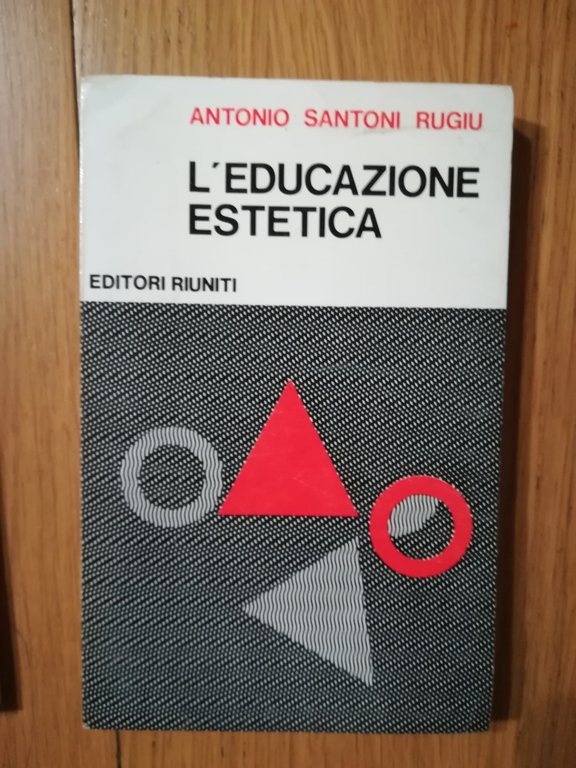 ANTONIO SANTONI RUGIU
L'EDUCAZIONE
ESTETICA
EDITORI RIUNITI